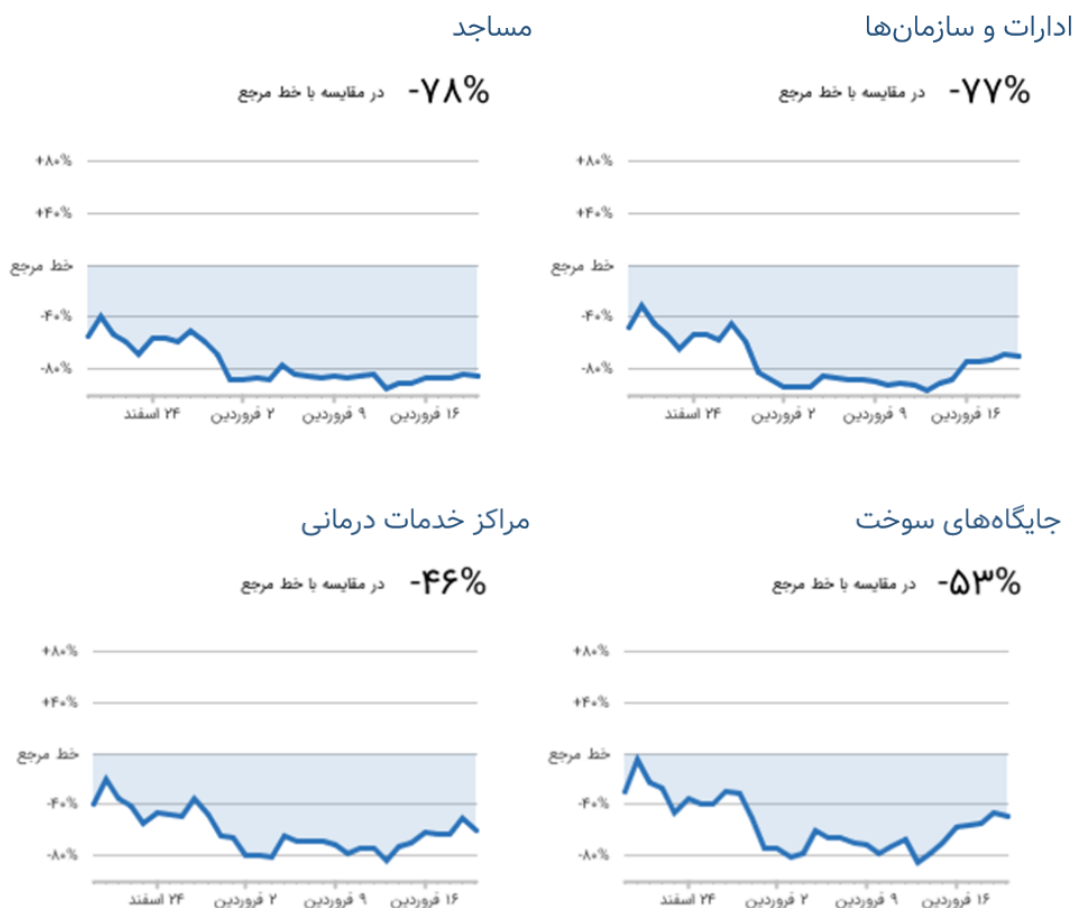 ادارات و سازمان‌ها
-۷۷% در مقایسه با خط مرجع
+۸۰%
+۴۰%
خط مرجع
-۴۰%
-۸۰%
۲۴ اسفند ۲ فروردین ۹ فروردین ۱۶ فروردین
مساجد
-۷۸% در مقایسه با خط مرجع
+۸۰%
+۴۰%
خط مرجع
-۴۰%
-۸۰%
۲۴ اسفند ۲ فروردین ۹ فروردین ۱۶ فروردین
جایگاه‌های سوخت
-۵۳% در مقایسه با خط مرجع
+۸۰%
+۴۰%
خط مرجع
-۴۰%
-۸۰%
۲۴ اسفند ۲ فروردین ۹ فروردین ۱۶ فروردین
مراکز خدمات درمانی
-۴۶% در مقایسه با خط مرجع
+۸۰%
+۴۰%
خط مرجع
-۴۰%
-۸۰%
۲۴ اسفند ۲ فروردین ۹ فروردین ۱۶ فروردین